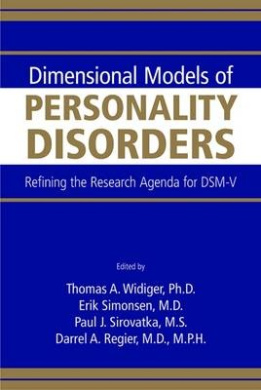 Dimensional Models of
PERSONALITY
DISORDERS
Refining the Research Agenda for DSM-V
Edited by
Thomas A. Widiger, Ph.D.
Erik Simonsen, M.D.
Paul J. Sirovatka, M.S.
Darrel A. Regier, M.D., M.P.H.